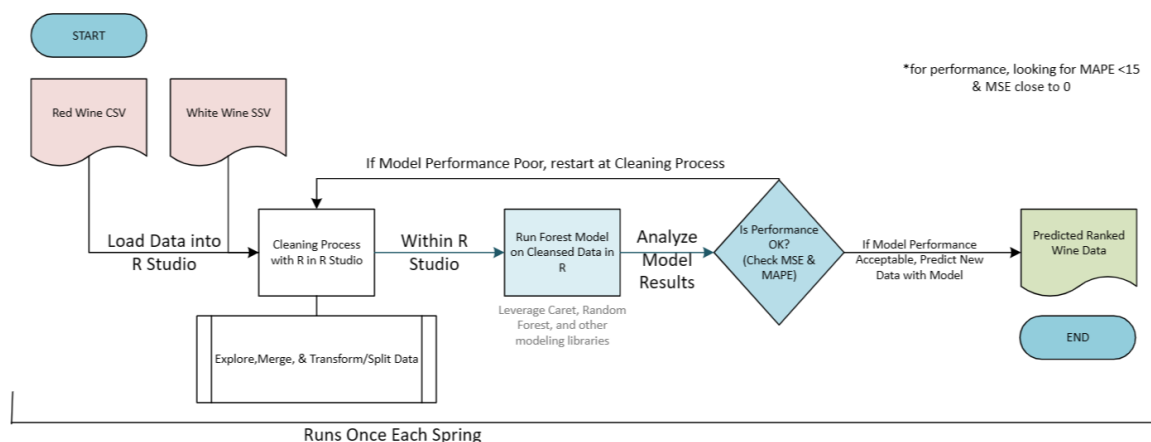 START
*for performance, looking for MAPE <15
& MSE close to 0
Red Wine CSV
White Wine SSV
If Model Performance Poor, restart at Cleaning Process
Load Data into
R Studio
Cleaning Process
with R in R Studio
Within R
Studio
Run Forest Model
on Cleansed Data in
R
Leverage Caret, Random
Forest, and other
modeling libraries
Analyze
Model
Results
Is Performance
OK?
(Check MSE &
MAPE)
If Model Performance
Acceptable, Predict New
Data with Model
Predicted Ranked
Wine Data
END
Explore,Merge, & Transform/Split Data
Runs Once Each Spring